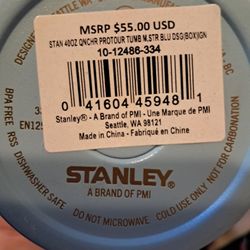 MSRP $55.00 USD
STAN 40OZ QNCHR PROTOUR TUMB N.STR BLU DSG(BOX)IGN
10-12486-334
0 41604 45948 1
Stanley® - A Brand of PMI - Une Marque de PMI
Seattle, WA 98121
Made in China - Fabriqué en Chine
STANLEY®
A BRAND OF PMI
DO NOT MICROWAVE
COLD USE ONLY
NOT
DISHWASHER SAFE
BPA FREE
DESIGNE